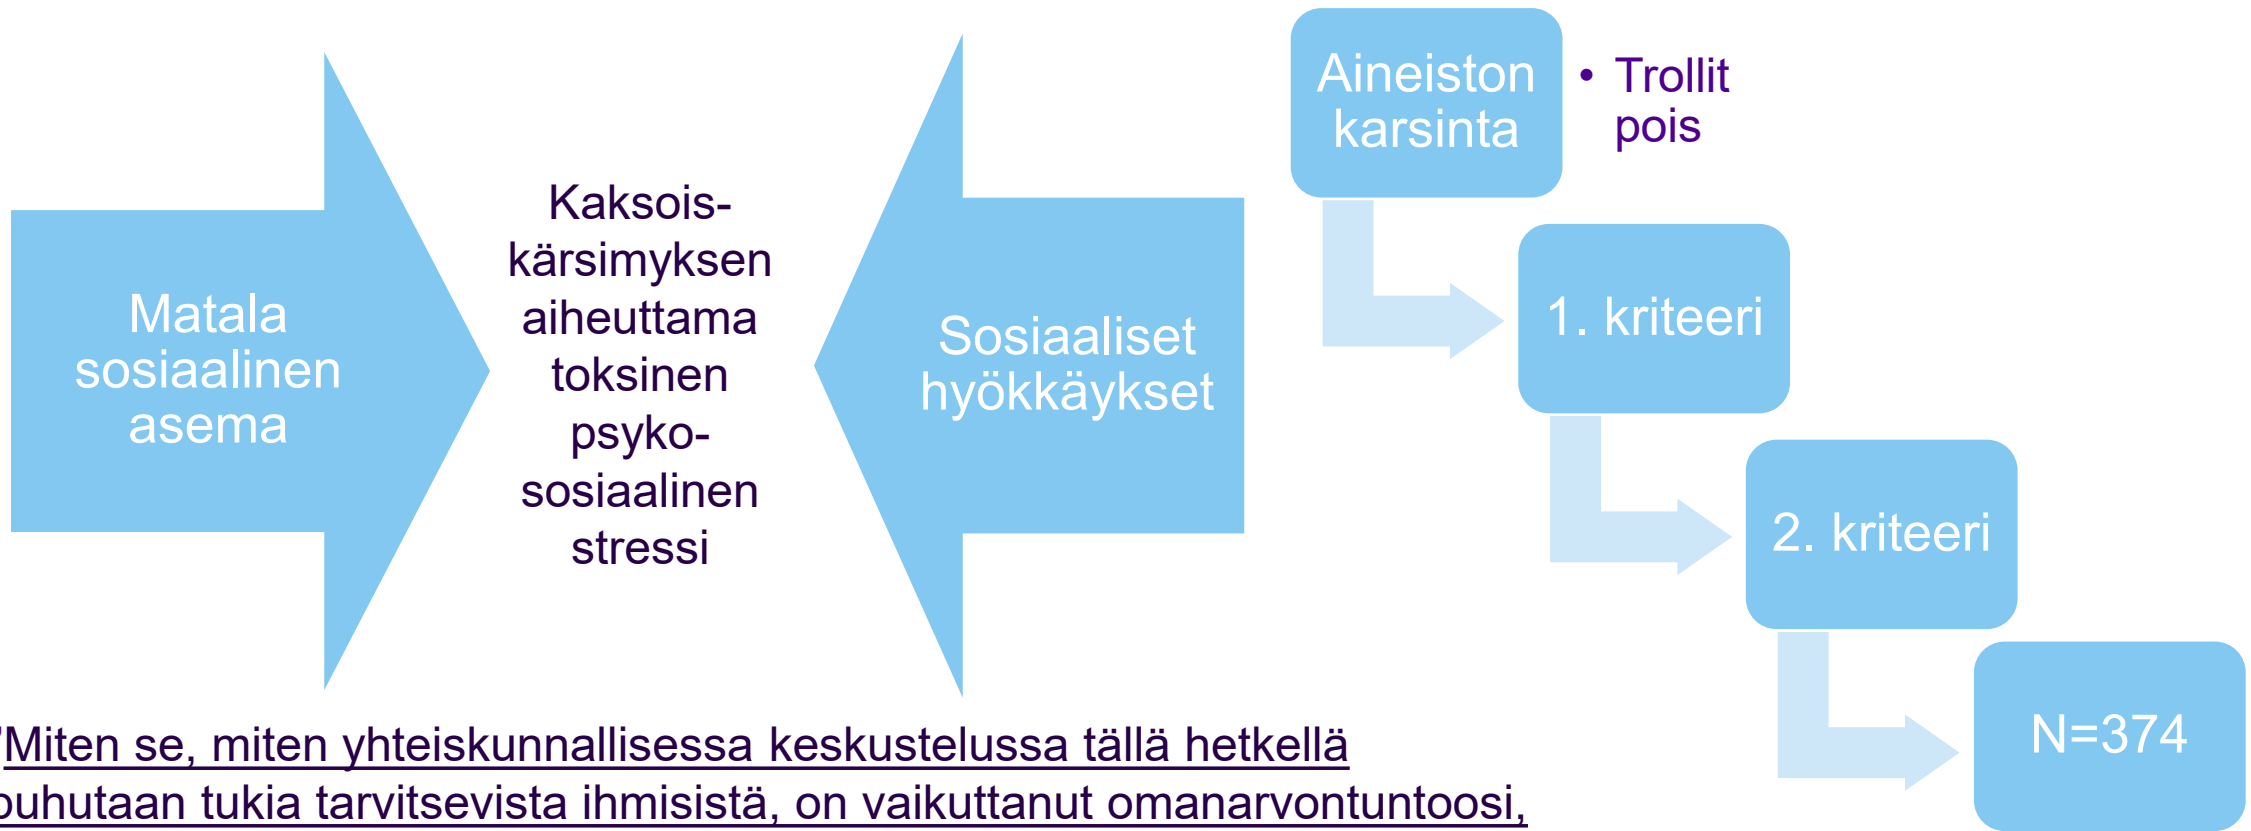 Matala
sosiaalinen
asema
Kaksois-
kärsimyksen
aiheuttama
toksinen
psyko-
sosiaalinen
stressi
Sosiaaliset
hyökkäykset
Aineiston
karsinta
• Trollit
pois
1. kriteeri
2. kriteeri
N=374
"Miten se, miten yhteiskunnallisessa keskustelussa tällä hetkellä
puhutaan tukia tarvitsevista ihmisistä, on vaikuttanut omanarvontuntoosi,